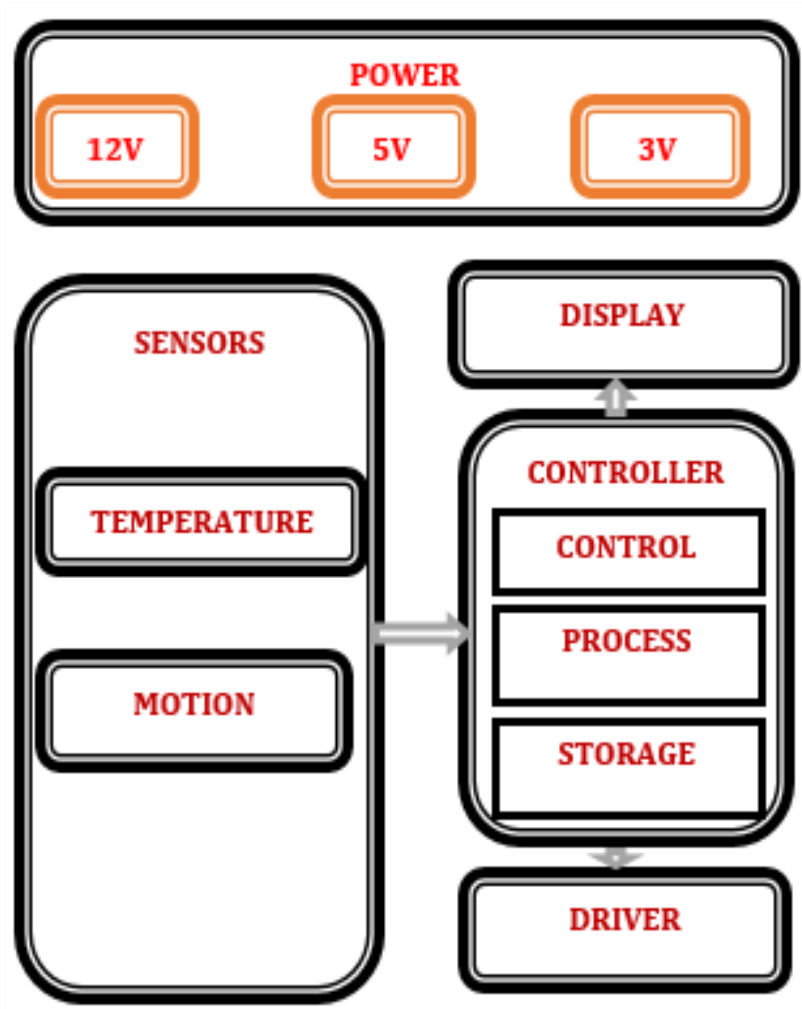 POWER
12V
5V
3V
SENSORS
TEMPERATURE
MOTION
DISPLAY
CONTROLLER
CONTROL
PROCESS
STORAGE
DRIVER